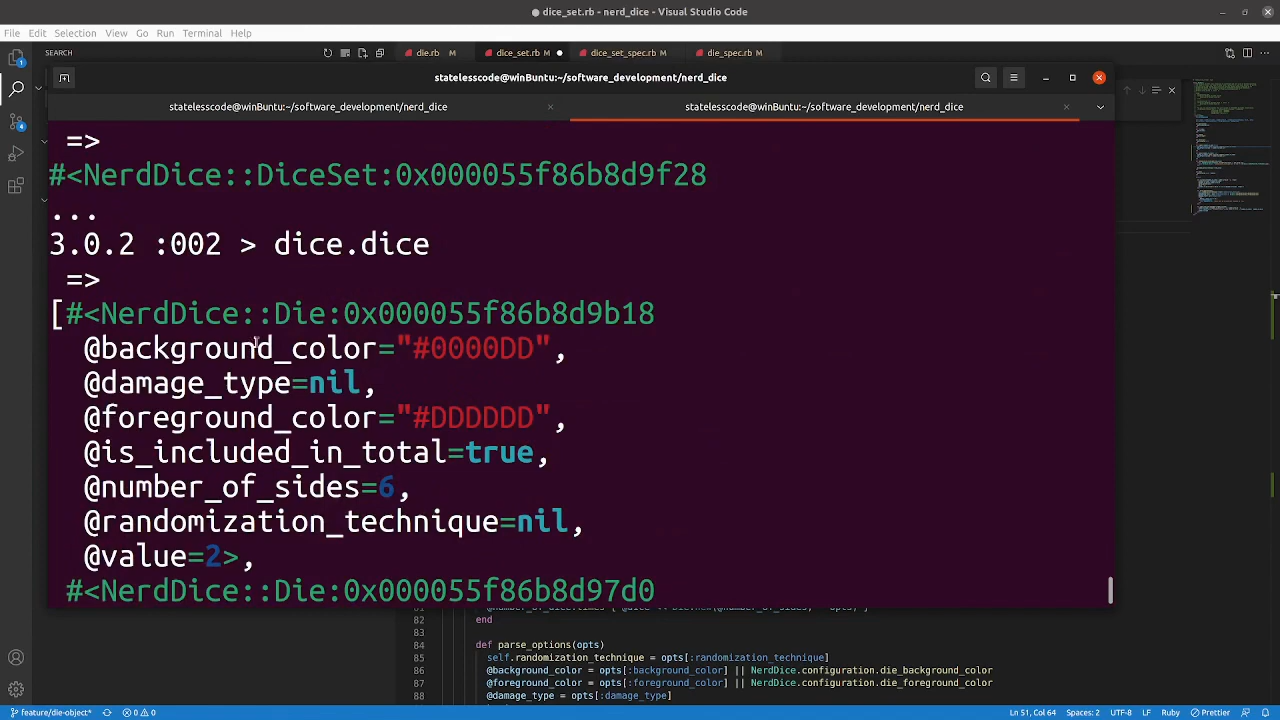 dice_set.rb - nerd_dice - Visual Studio Code
File Edit Selection View Go Run Terminal Help
SEARCH
die.rb M
dice_set.rb M
dice_set_spec.rb M
die_spec.rb M
statelesscode@winBuntu:~/software_development/nerd_dice
statelesscode@winBuntu:~/software_development/nerd_dice
statelesscode@winBuntu:~/software_development/nerd_dice
=>
#<NerdDice::DiceSet:0x000055f86b8d9f28
...
3.0.2 :002 > dice.dice
=>
[#<NerdDice::Die:0x000055f86b8d9b18
@background_color="#0000DD",
@damage_type=nil,
@foreground_color="#DDDDDD",
@is_included_in_total=true,
@number_of_sides=6,
@randomization_technique=nil,
@value=2>,
#<NerdDice::Die:0x000055f86b8d97d0
82 end
83
84 def parse_options(opts)
85 self.randomization_technique = opts[:randomization_technique]
86 @background_color = opts[:background_color] || NerdDice.configuration.die_background_color
87 @foreground_color = opts[:foreground_color] || NerdDice.configuration.die_foreground_color
88 @damage_type = opts[:damage_type]
feature/die-object* 0 0 Ln 51, Col 64 Spaces: 2 UTF-8 LF Ruby Prettier